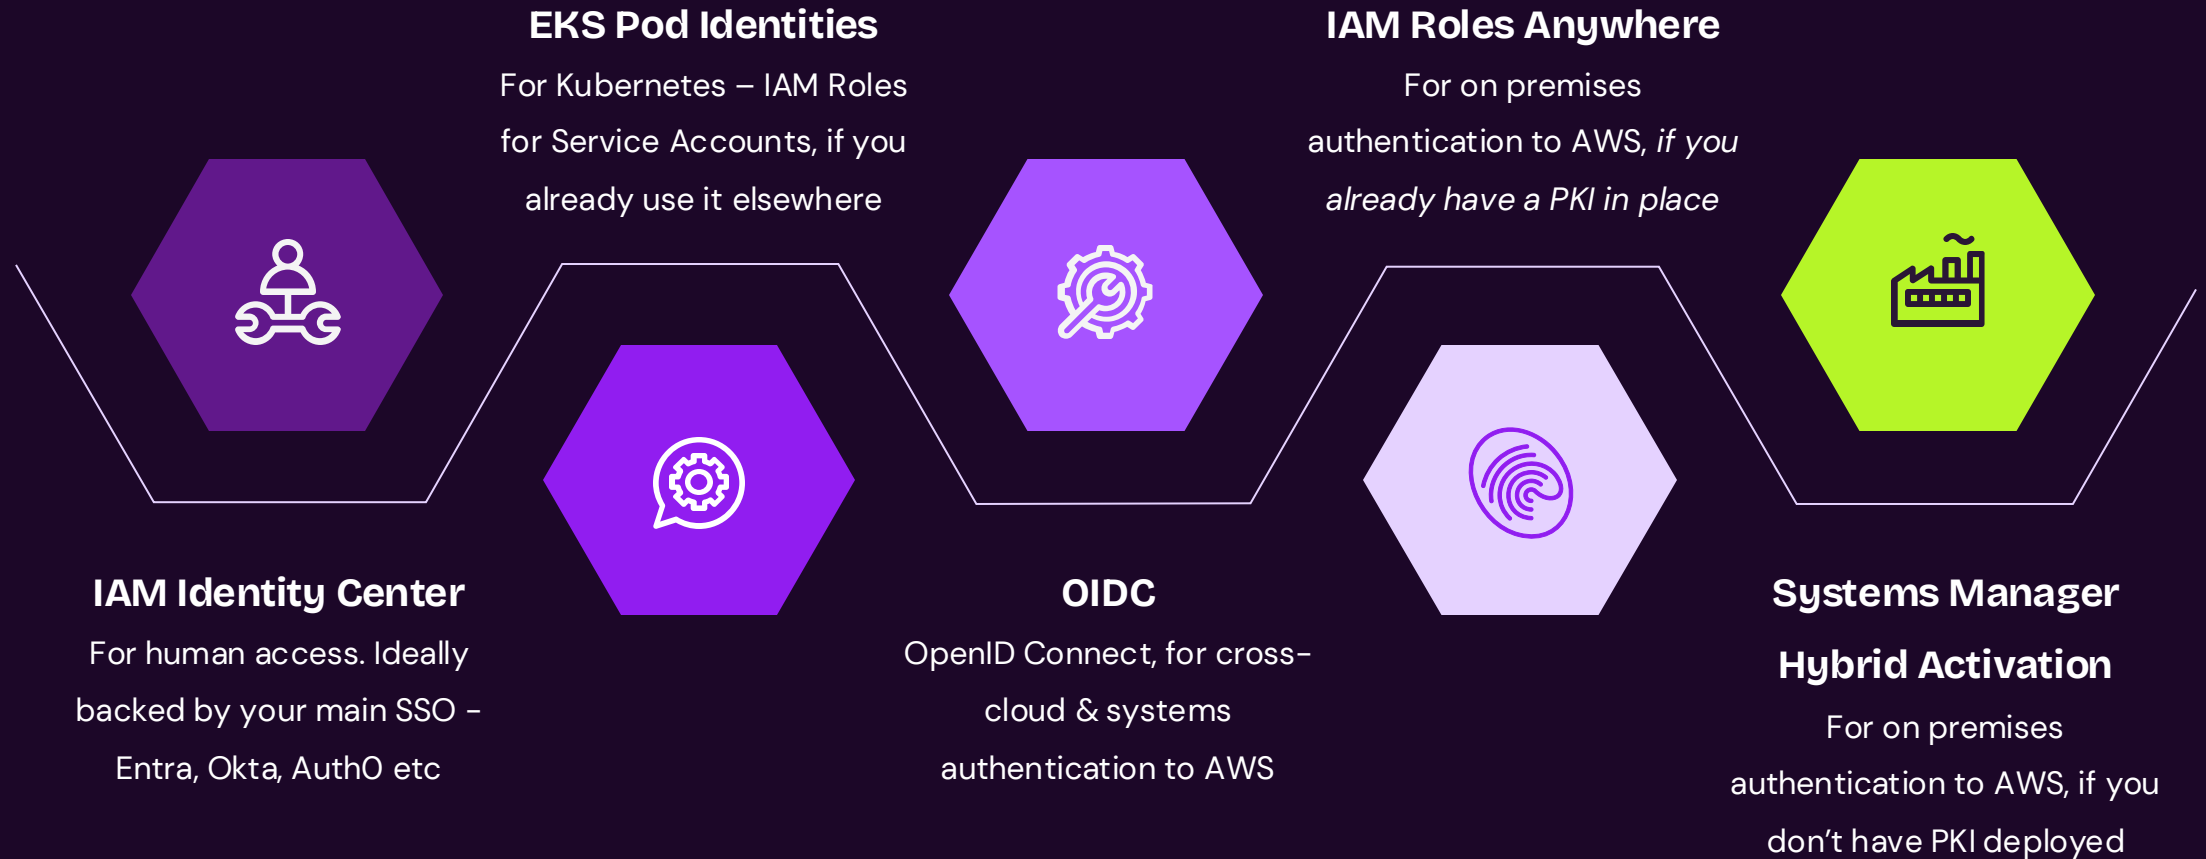 EKS Pod Identities
For Kubernetes – IAM Roles
for Service Accounts, if you
already use it elsewhere
IAM Roles Anywhere
For on premises
authentication to AWS, if you
already have a PKI in place
IAM Identity Center
For human access. Ideally
backed by your main SSO -
Entra, Okta, Auth0 etc
OIDC
OpenID Connect, for cross-
cloud & systems
authentication to AWS
Systems Manager
Hybrid Activation
For on premises
authentication to AWS, if you
don’t have PKI deployed